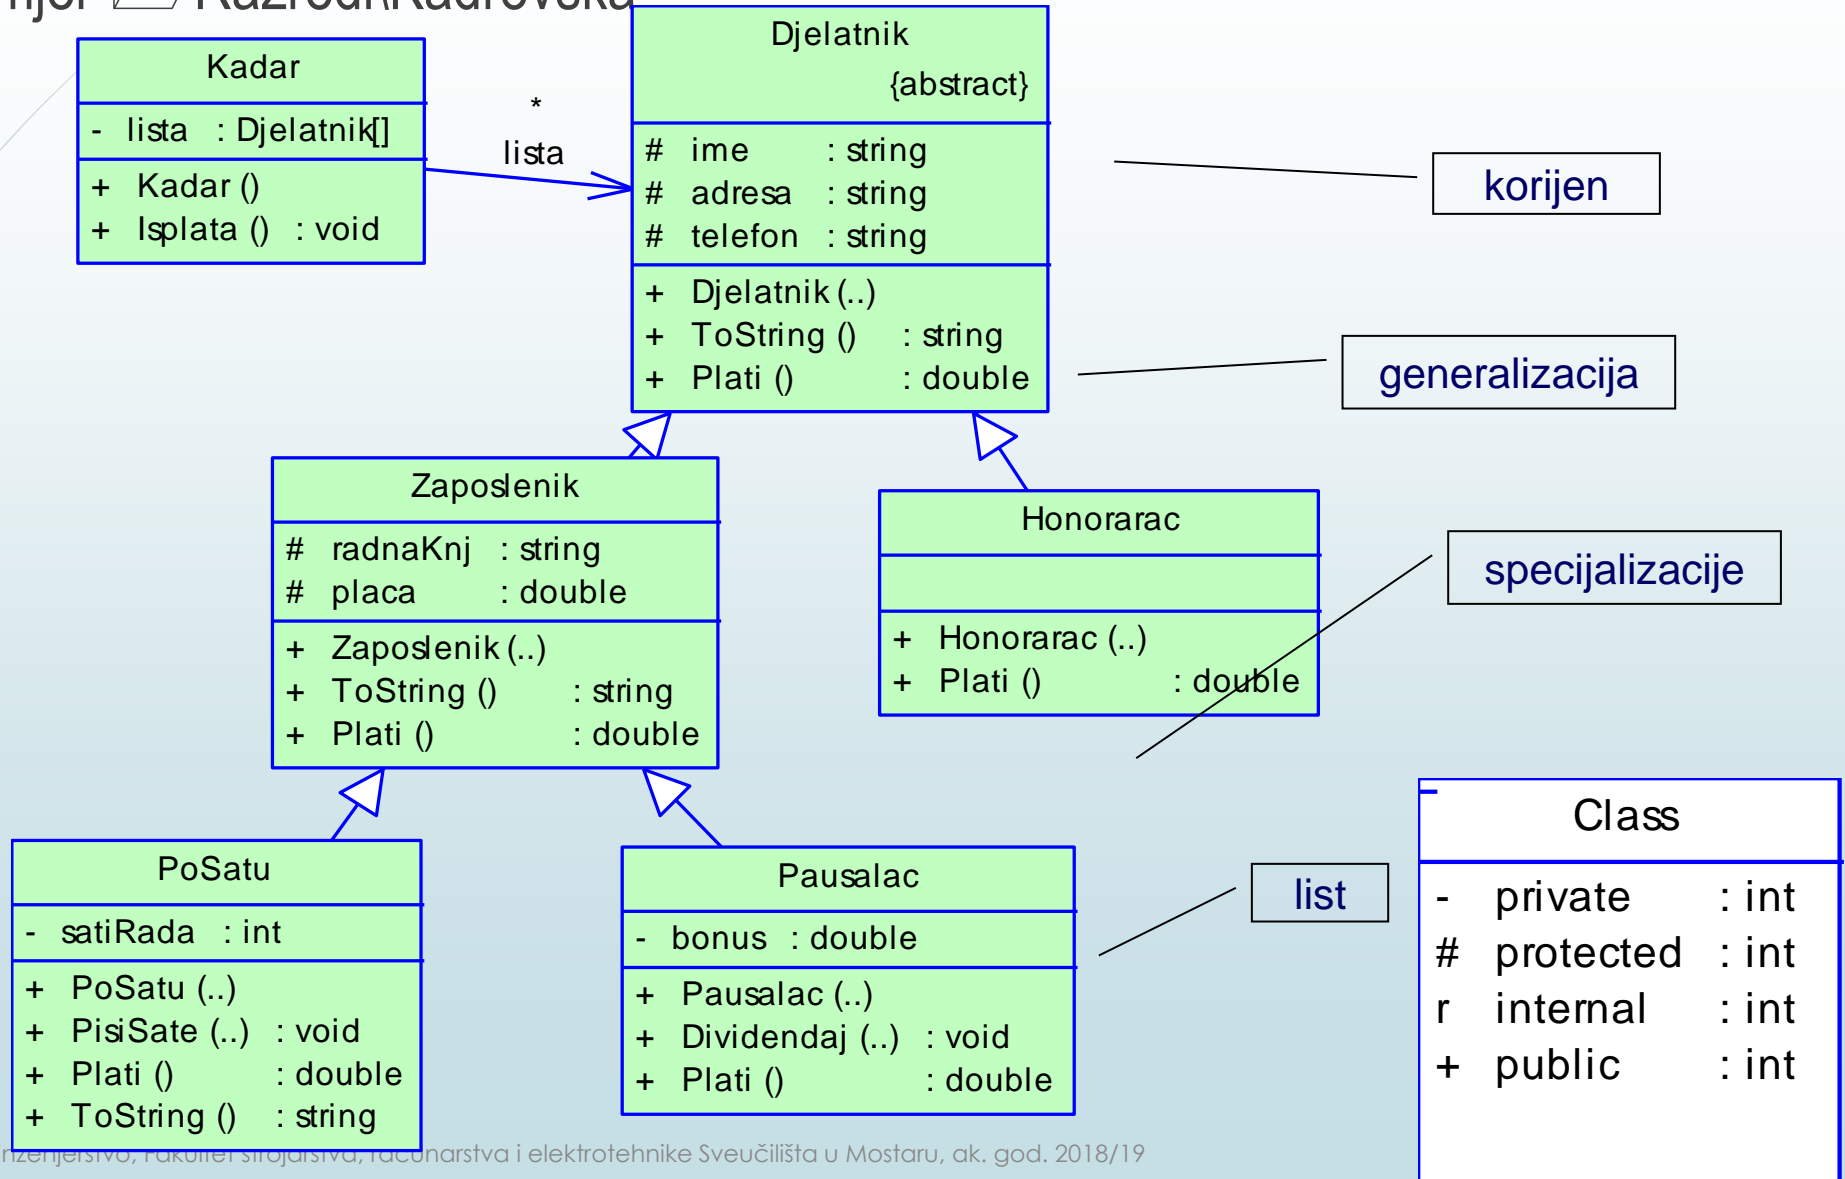 Kadar
- lista : Djelatnik[]
+ Kadar ()
+ Isplata () : void
*
lista
Djelatnik
{abstract}
# ime : string
# adresa : string
# telefon : string
+ Djelatnik (..)
+ ToString () : string
+ Plati () : double
korijen
generalizacija
Zaposlenik
# radnaKnj : string
# placa : double
+ Zaposlenik (..)
+ ToString () : string
+ Plati () : double
Honorarac
+ Honorarac (..)
+ Plati () : double
specijalizacije
PoSatu
- satiRada : int
+ PoSatu (..)
+ PisiSate (..) : void
+ Plati () : double
+ ToString () : string
Pausalac
- bonus : double
+ Pausalac (..)
+ Dividendaj (..) : void
+ Plati () : double
list
Class
- private : int
# protected : int
r internal : int
+ public : int
računarstva i elektrotehnike Sveučilišta u Mostaru, ak. god. 2018/19